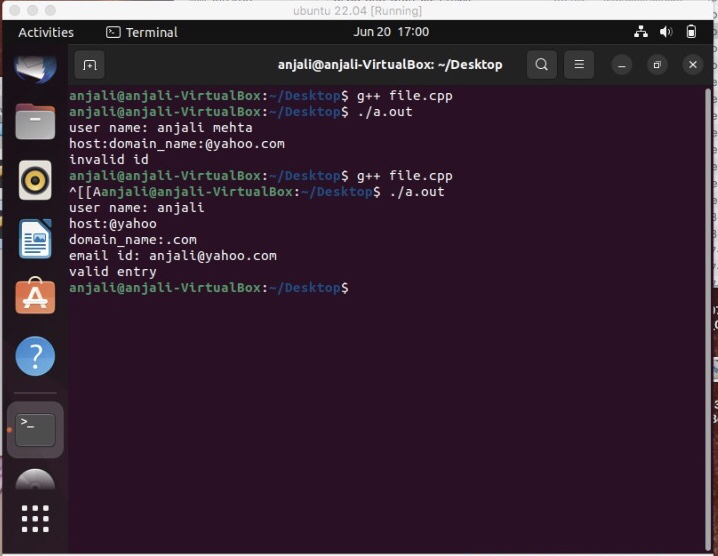 ubuntu 22.04 [Running]
Activities
Terminal
Jun 20 17:00
anjali@anjali-VirtualBox: ~/Desktop
anjali@anjali-VirtualBox:~/Desktop$ g++ file.cpp
anjali@anjali-VirtualBox:~/Desktop$ ./a.out
user name: anjali mehta
host:domain_name:@yahoo.com
invalid id
anjali@anjali-VirtualBox:~/Desktop$ g++ file.cpp
^[[Aanjali@anjali-VirtualBox:~/Desktop$ ./a.out
user name: anjali
host:@yahoo
domain_name:.com
email id: anjali@yahoo.com
valid entry
anjali@anjali-VirtualBox:~/Desktop$